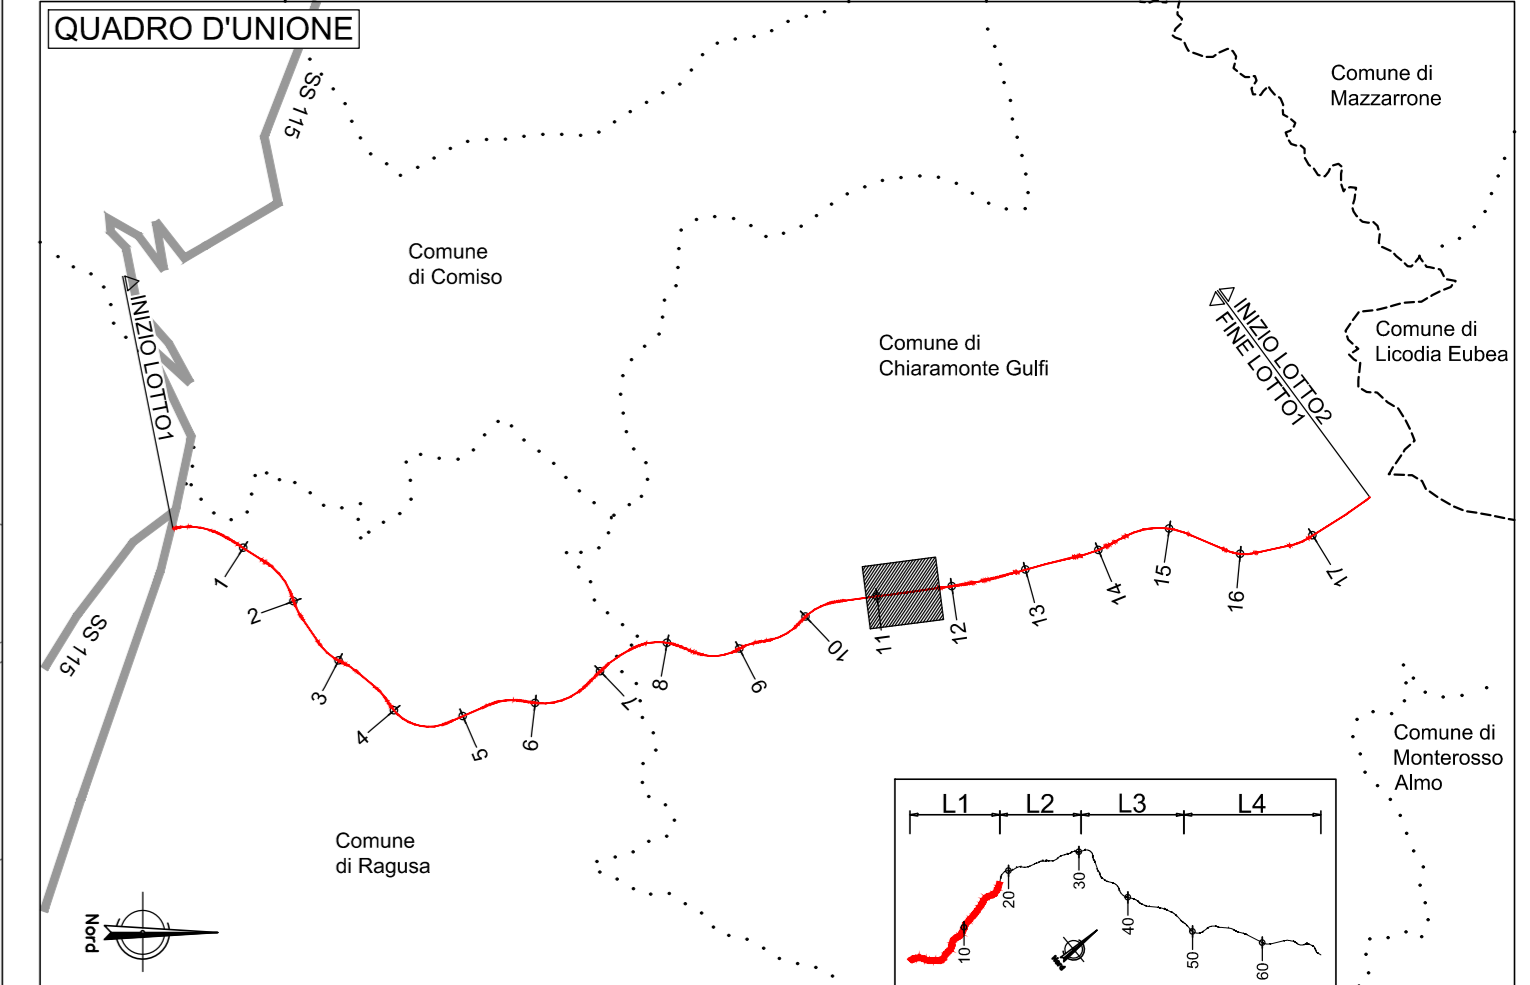 QUADRO D'UNIONE
SS 115
Comune di
Mazzarrone
Comune
di Comiso
INIZIO LOTTO1
Comune di
Chiaramonte Gulfi
INIZIO LOTTO2
FINE LOTTO1
Comune di
Licodia Eubea
1
2
3
4
5
6
7
8
9
10
11
12
13
14
15
16
17
SS 115
Comune di
Monterosso
Almo
Comune
di Ragusa
Nord
L1 L2 L3 L4
10
20
30
40
50
60
Nord